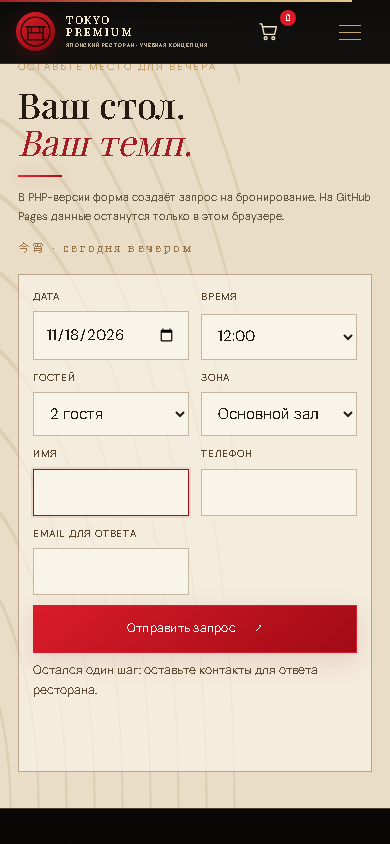 TOKYO
PREMIUM
ЯПОНСКИЙ РЕСТОРАН · УЧЕБНАЯ КОНЦЕПЦИЯ
0
ОСТАВЬТЕ МЕСТО ДЛЯ ВЕЧЕРА
Ваш стол.
Ваш темп.
В PHP-версии форма создаёт запрос на бронирование. На GitHub
Pages данные останутся только в этом браузере.
今宵 · сегодня вечером
ДАТА
ВРЕМЯ
11/18/2026
12:00
ГОСТЕЙ
ЗОНА
2 гостя
Основной зал
ИМЯ
ТЕЛЕФОН
EMAIL ДЛЯ ОТВЕТА
Отправить запрос ↗
Остался один шаг: оставьте контакты для ответа
ресторана.